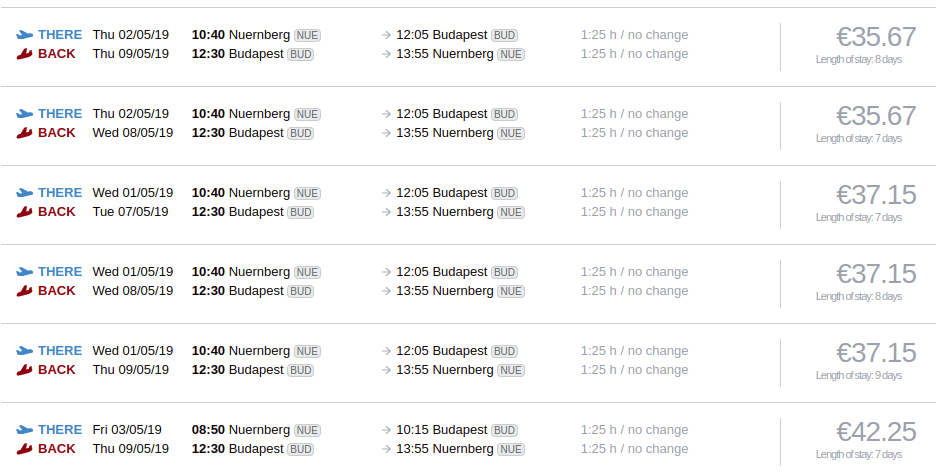 THERE Thu 02/05/19 10:40 Nuernberg NUE → 12:05 Budapest BUD 1:25 h / no change €35.67
BACK Thu 09/05/19 12:30 Budapest BUD → 13:55 Nuernberg NUE 1:25 h / no change Length of stay: 8 days
THERE Thu 02/05/19 10:40 Nuernberg NUE → 12:05 Budapest BUD 1:25 h / no change €35.67
BACK Wed 08/05/19 12:30 Budapest BUD → 13:55 Nuernberg NUE 1:25 h / no change Length of stay: 7 days
THERE Wed 01/05/19 10:40 Nuernberg NUE → 12:05 Budapest BUD 1:25 h / no change €37.15
BACK Tue 07/05/19 12:30 Budapest BUD → 13:55 Nuernberg NUE 1:25 h / no change Length of stay: 7 days
THERE Wed 01/05/19 10:40 Nuernberg NUE → 12:05 Budapest BUD 1:25 h / no change €37.15
BACK Wed 08/05/19 12:30 Budapest BUD → 13:55 Nuernberg NUE 1:25 h / no change Length of stay: 8 days
THERE Wed 01/05/19 10:40 Nuernberg NUE → 12:05 Budapest BUD 1:25 h / no change €37.15
BACK Thu 09/05/19 12:30 Budapest BUD → 13:55 Nuernberg NUE 1:25 h / no change Length of stay: 9 days
THERE Fri 03/05/19 08:50 Nuernberg NUE → 10:15 Budapest BUD 1:25 h / no change €42.25
BACK Thu 09/05/19 12:30 Budapest BUD → 13:55 Nuernberg NUE 1:25 h / no change Length of stay: 7 days